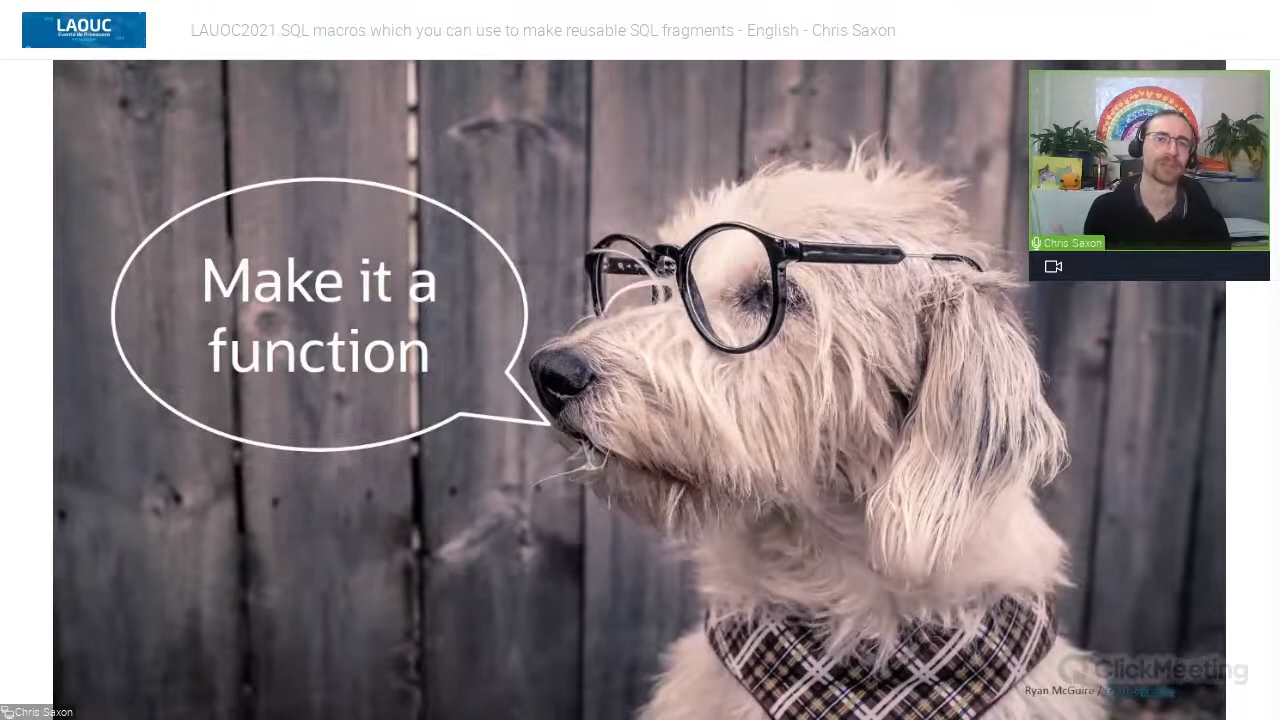 LAOUC
LAUOC2021 SQL macros which you can use to make reusable SQL fragments - English - Chris Saxon
Make it a
function
Chris Saxon
ClickMeeting
Ryan McGuire /
Chris Saxon